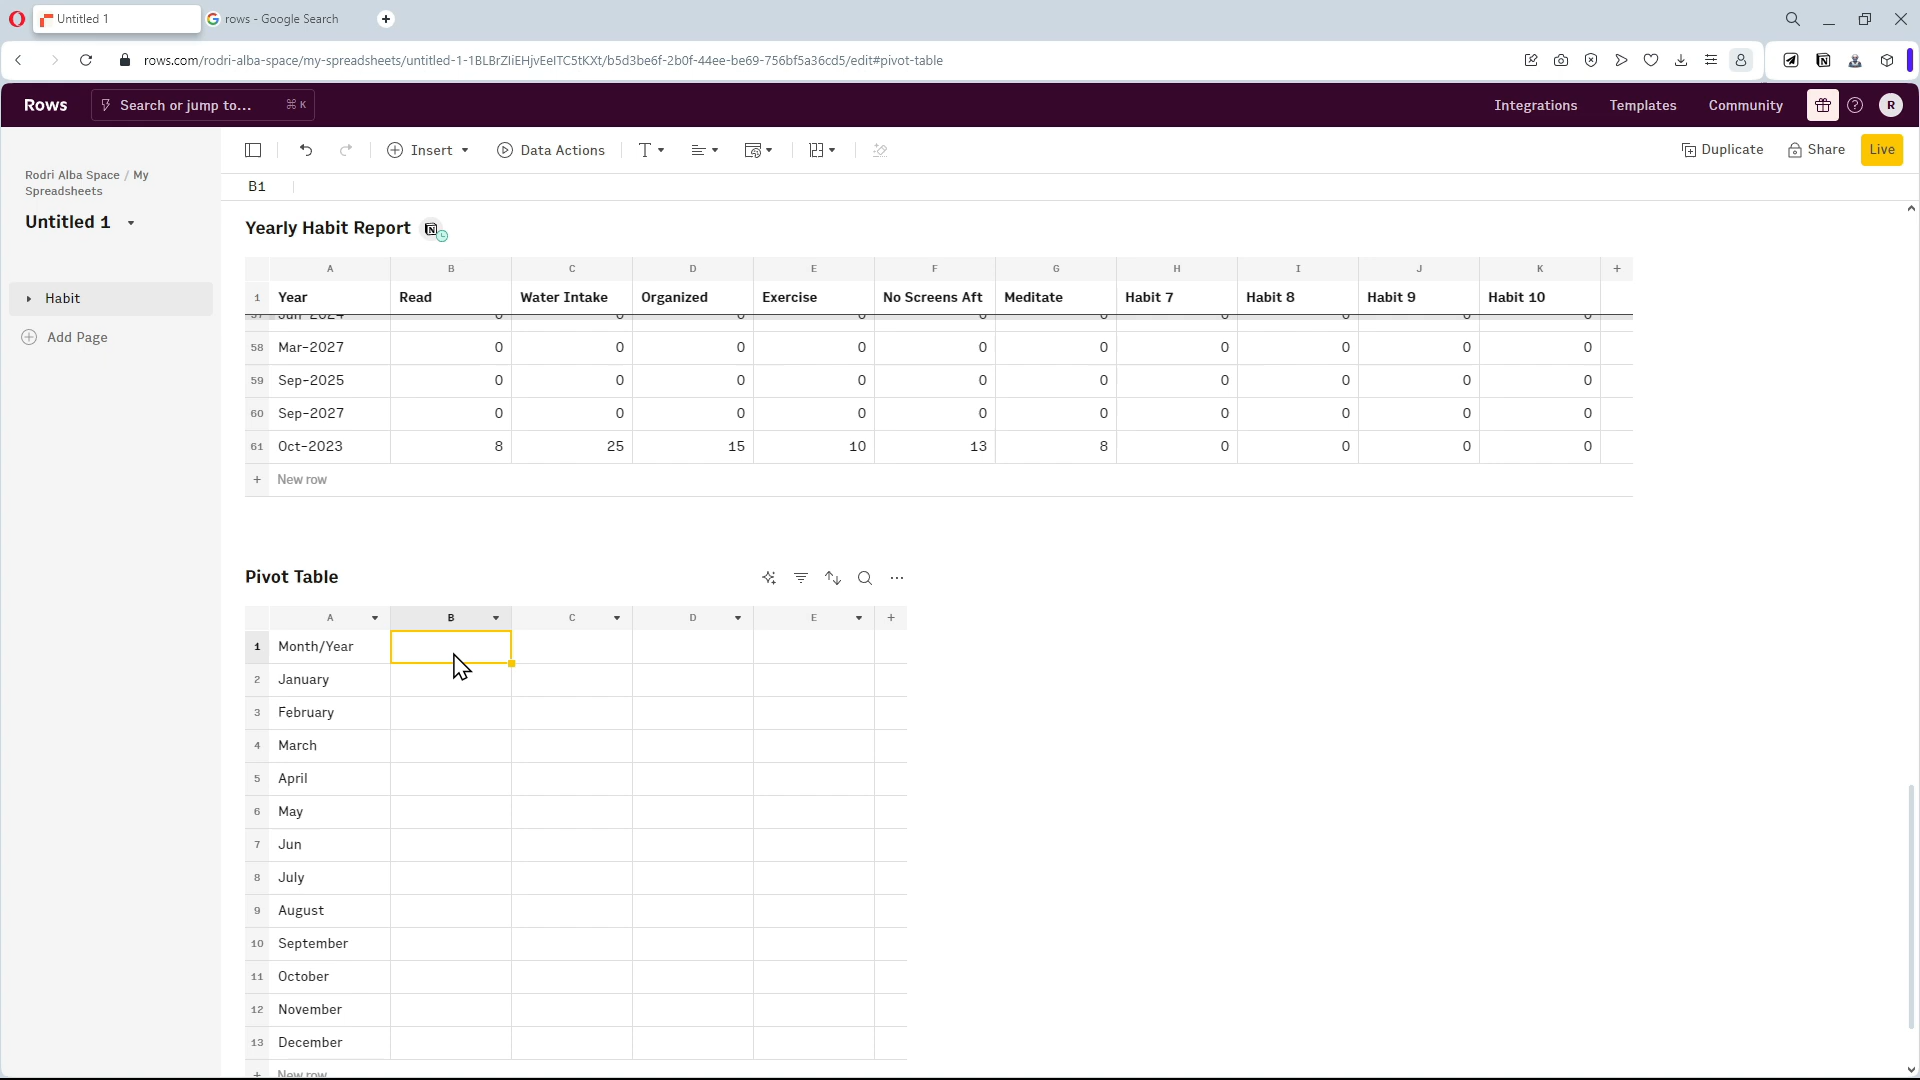 Untitled 1
rows - Google Search
rows.com/rodri-alba-space/my-spreadsheets/untitled-1-1BLBrZIiEHjvEeITC5tKXt/b5d3be6f-2b0f-44ee-be69-756bf5a36cd5/edit#pivot-table
Rows Search or jump to... ⌘ K Integrations Templates Community ? R
Insert Data Actions T Duplicate Share Live
Rodri Alba Space / My
Spreadsheets
Untitled 1
Habit
Add Page
B1
Yearly Habit Report
A B C D E F G H I J K +
1 Year Read Water Intake Organized Exercise No Screens Aft Meditate Habit 7 Habit 8 Habit 9 Habit 10
58 Mar-2027 0 0 0 0 0 0 0 0 0 0
59 Sep-2025 0 0 0 0 0 0 0 0 0 0
60 Sep-2027 0 0 0 0 0 0 0 0 0 0
61 Oct-2023 8 25 15 10 13 8 0 0 0 0
+ New row
Pivot Table
A B C D E +
1 Month/Year
2 January
3 February
4 March
5 April
6 May
7 Jun
8 July
9 August
10 September
11 October
12 November
13 December
+ New row